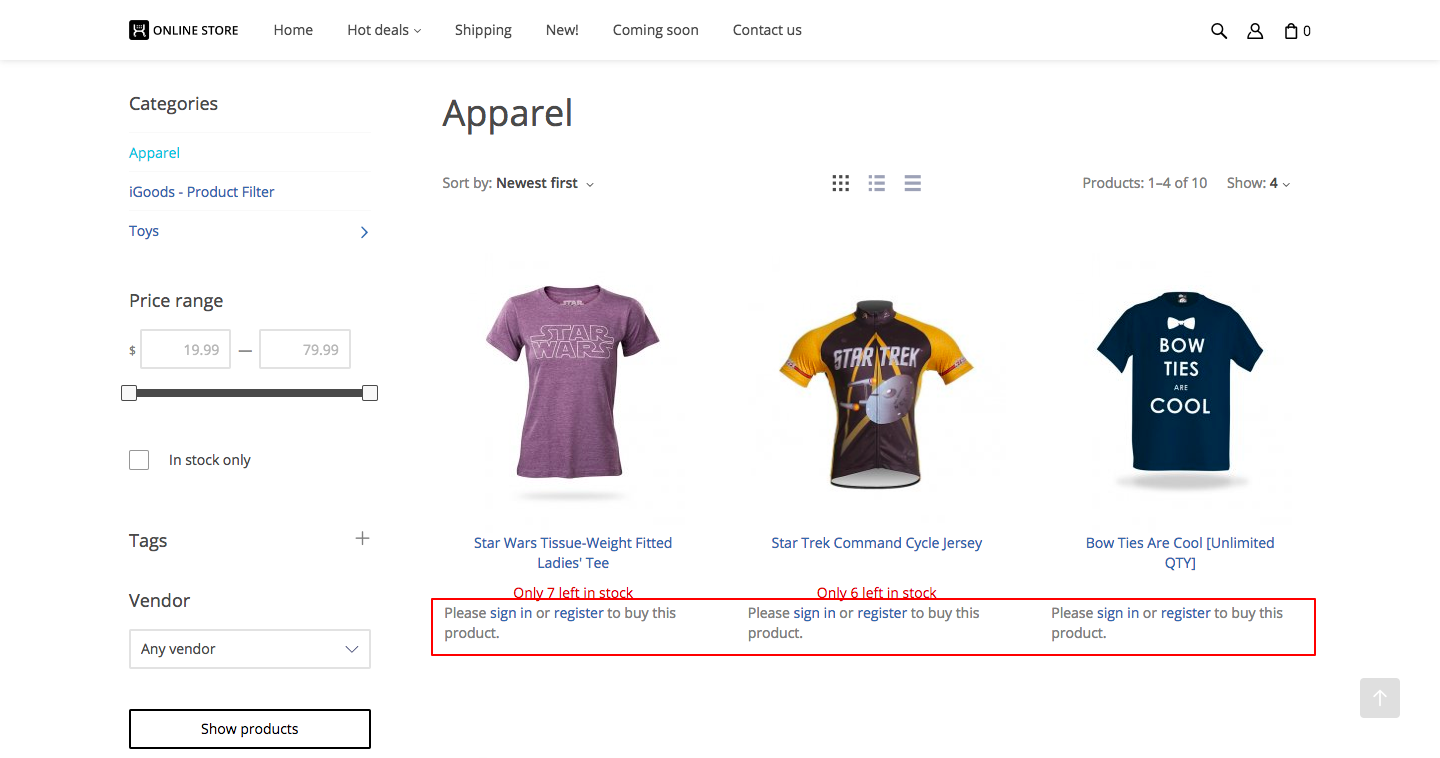 ONLINE STORE Home Hot deals Shipping New! Coming soon Contact us 0
Categories
Apparel
iGoods - Product Filter
Toys
Price range
$ 19.99 — 79.99
In stock only
Tags
Vendor
Any vendor
Show products
Apparel
Sort by: Newest first Products: 1–4 of 10 Show: 4
STAR
STAR
WARS
STAR TREK
BOW
TIES
ARE
COOL
Star Wars Tissue-Weight Fitted
Ladies' Tee
Only 7 left in stock
Please sign in or register to buy this
product.
Star Trek Command Cycle Jersey
Only 6 left in stock
Please sign in or register to buy this
product.
Bow Ties Are Cool [Unlimited
QTY]
Please sign in or register to buy this
product.